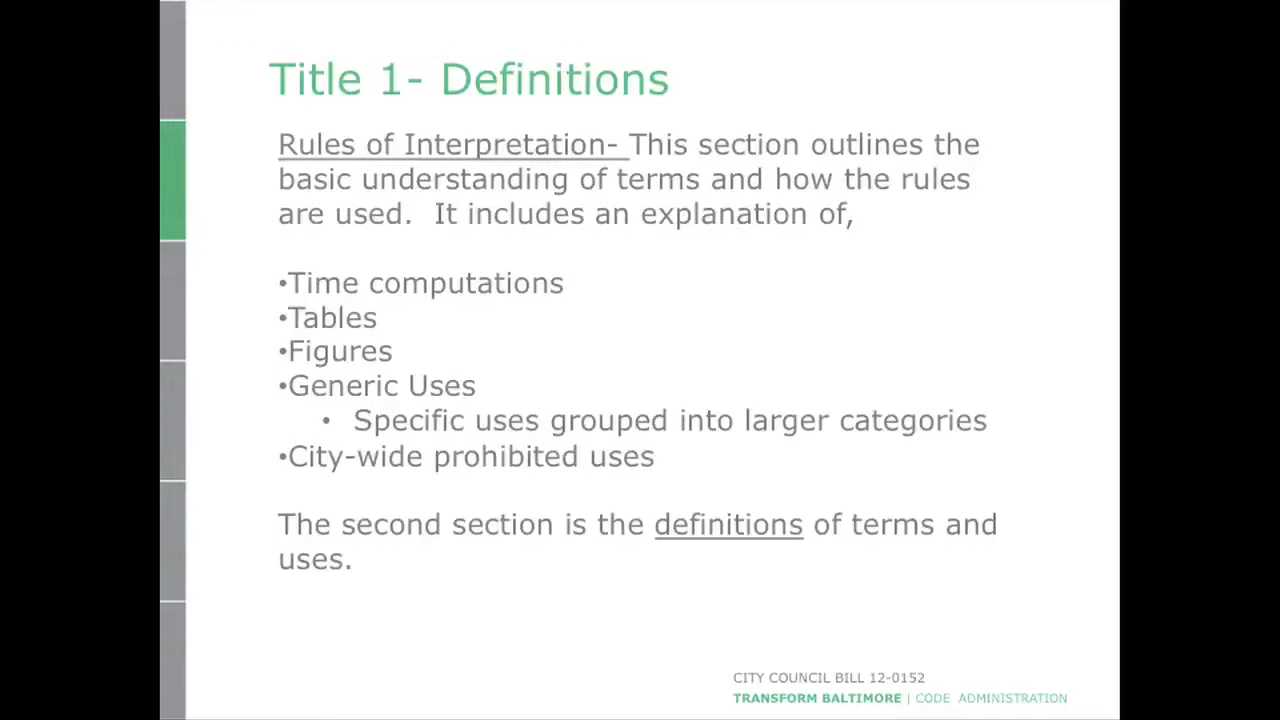 Title 1- Definitions
Rules of Interpretation- This section outlines the
basic understanding of terms and how the rules
are used.  It includes an explanation of,
•Time computations
•Tables
•Figures
•Generic Uses
• Specific uses grouped into larger categories
•City-wide prohibited uses
The second section is the definitions of terms and
uses.
CITY COUNCIL BILL 12-0152
TRANSFORM BALTIMORE | CODE ADMINISTRATION